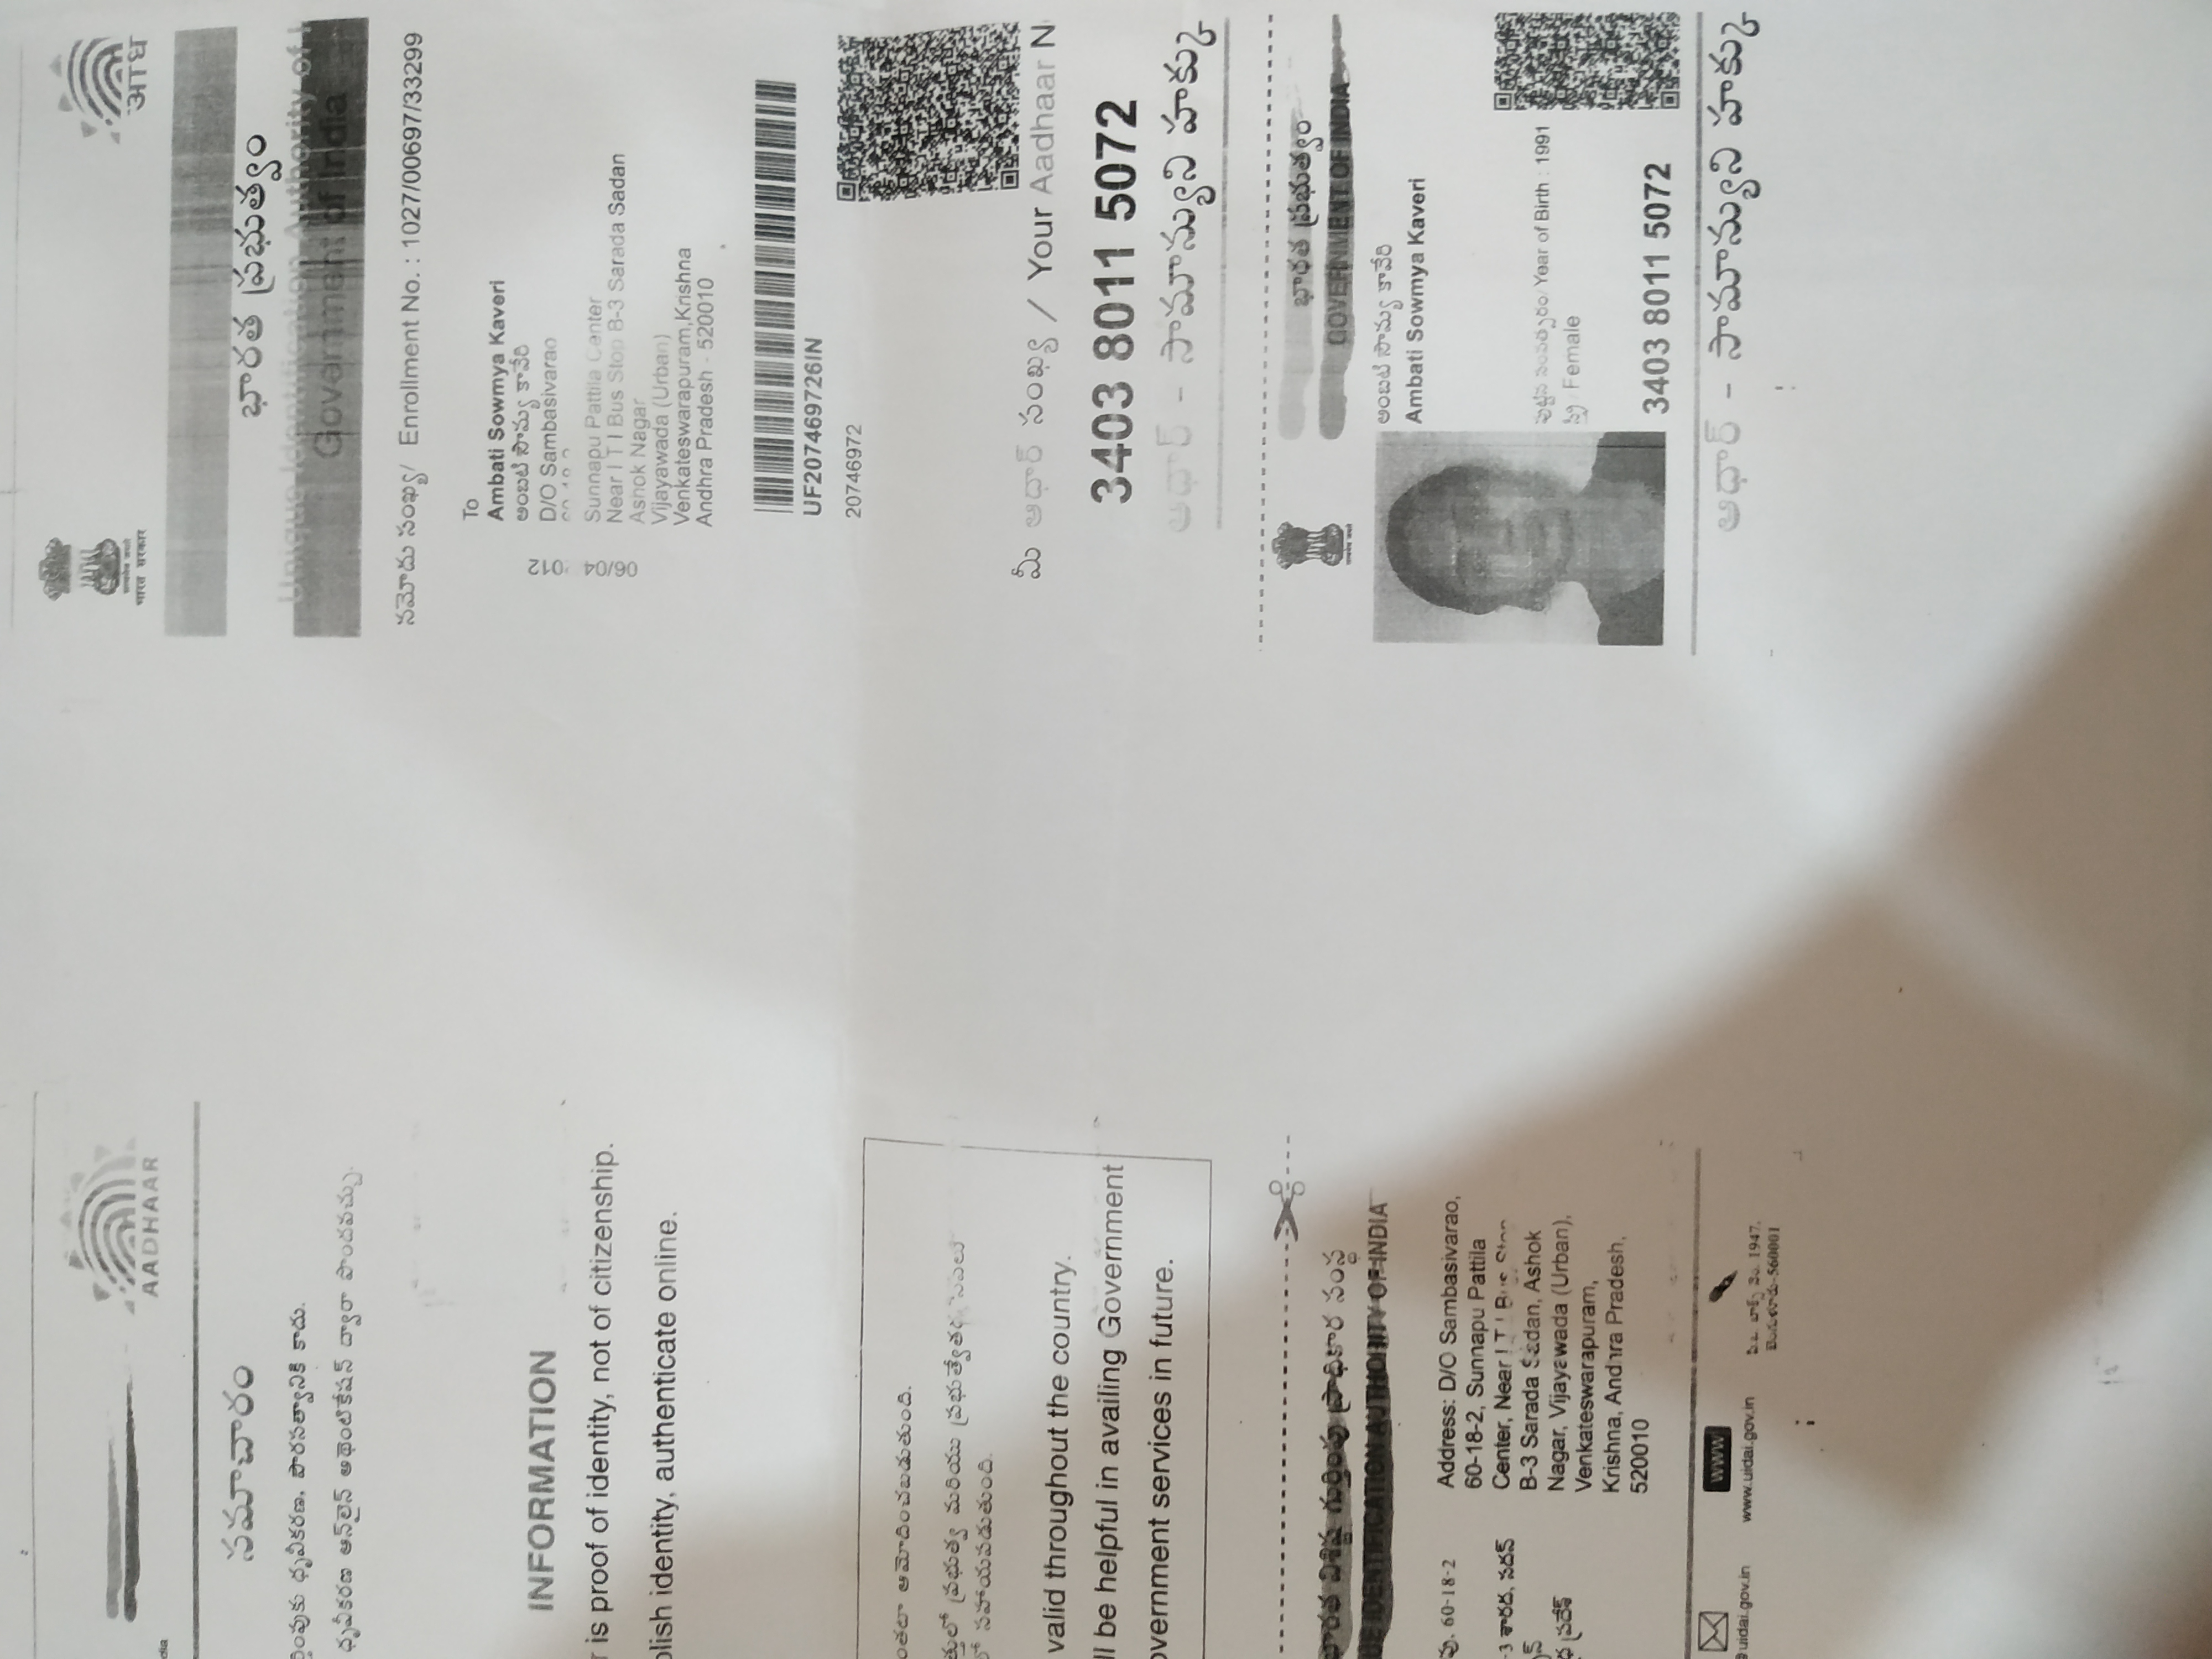 AADHAAR
dia
సమాచారం
ధృవీకరణ, పౌరసత్వానికి కాదు.
ధృవీకరణ ఆన్‌లైన్ అథెంటికేషన్ ద్వారా పొందవచ్చు.
INFORMATION
r is proof of identity, not of citizenship.
blish identity, authenticate online.
ఆమోదించబడుతుంది.
ప్రభుత్వ మరియు
సహాయపడుతుంది.
valid throughout the country.
ll be helpful in availing Government
overnment services in future.
భారత విశిష్ట గుర్తింపు ప్రాధికార సంస్థ
UE IDENTIFICATION AUTHORITY OF INDIA
60-18-2
-3 శారద, సదన్
ప్రదేశ్
Address: D/O Sambasivarao,
60-18-2, Sunnapu Pattila
Center, Near I T I Bus Stop
B-3 Sarada Sadan, Ashok
Nagar, Vijayawada (Urban),
Venkateswarapuram,
Krishna, Andhra Pradesh,
520010
uidai.gov.in
www
www.uidai.gov.in
పి.ఒ. బాక్స్ నెం. 1947,
బెంగుళూరు-560001
सत्यमेव जयते
भारत सरकार
आध
భారత ప్రభుత్వం
Unique Identification Authority of I
Government of India
నమోదు సంఖ్య/ Enrollment No. : 1027/00697/33299
To
Ambati Sowmya Kaveri
అంబటి సౌమ్య కావేరి
D/O Sambasivarao
Sunnapu Pattila Center
Near I T I Bus Stop B-3 Sarada Sadan
Ashok Nagar
Vijayawada (Urban)
Venkateswarapuram,Krishna
Andhra Pradesh - 520010
06/04 012
UF207469726IN
20746972
మీ ఆధార్ సంఖ్య / Your Aadhaar N
3403 8011 5072
ఆధార్ - సామాన్యుని హక్కు
భారత ప్రభుత్వం
GOVERNMENT OF INDIA
అంబటి సౌమ్య కావేరి
Ambati Sowmya Kaveri
పుట్టిన సంవత్సరం/ Year of Birth : 1991
స్త్రీ / Female
3403 8011 5072
ఆధార్ - సామాన్యుని హక్కు